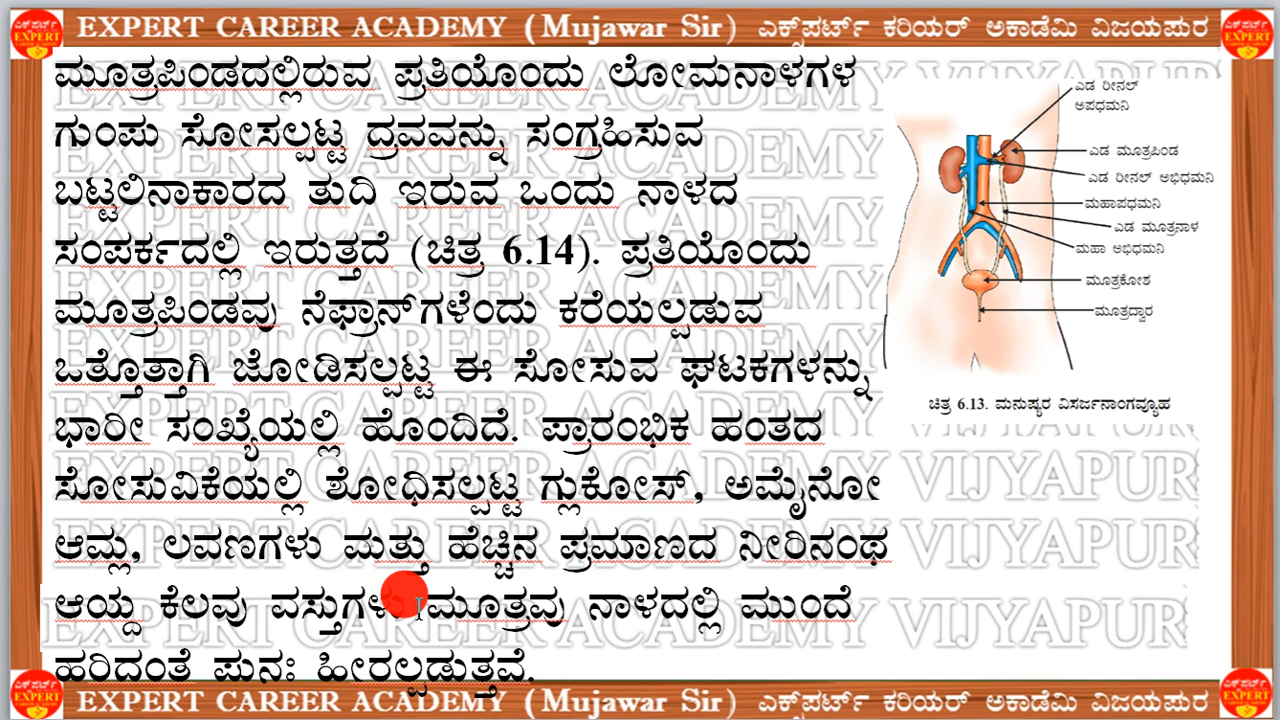 EXPERT CAREER ACADEMY (Mujawar Sir) ಎಕ್ಸ್‌ಪರ್ಟ್ ಕರಿಯರ್ ಅಕಾಡೆಮಿ ವಿಜಯಪುರ
ಮೂತ್ರಪಿಂಡದಲ್ಲಿರುವ ಪ್ರತಿಯೊಂದು ಲೋಮನಾಳಗಳ
ಗುಂಪು ಸೋಸಲ್ಪಟ್ಟ ದ್ರವವನ್ನು ಸಂಗ್ರಹಿಸುವ
ಬಟ್ಟಲಿನಾಕಾರದ ತುದಿ ಇರುವ ಒಂದು ನಾಳದ
ಸಂಪರ್ಕದಲ್ಲಿ ಇರುತ್ತದೆ (ಚಿತ್ರ 6.14). ಪ್ರತಿಯೊಂದು
ಮೂತ್ರಪಿಂಡವು ನೆಫ್ರಾನ್‌ಗಳೆಂದು ಕರೆಯಲ್ಪಡುವ
ಒತ್ತೊತ್ತಾಗಿ ಜೋಡಿಸಲ್ಪಟ್ಟ ಈ ಸೋಸುವ ಘಟಕಗಳನ್ನು
ಭಾರೀ ಸಂಖ್ಯೆಯಲ್ಲಿ ಹೊಂದಿದೆ. ಪ್ರಾರಂಭಿಕ ಹಂತದ
ಸೋಸುವಿಕೆಯಲ್ಲಿ ಶೋಧಿಸಲ್ಪಟ್ಟ ಗ್ಲುಕೋಸ್, ಅಮೈನೋ
ಆಮ್ಲ, ಲವಣಗಳು ಮತ್ತು ಹೆಚ್ಚಿನ ಪ್ರಮಾಣದ ನೀರಿನಂಥ
ಆಯ್ದ ಕೆಲವು ವಸ್ತುಗಳು ಮೂತ್ರವು ನಾಳದಲ್ಲಿ ಮುಂದೆ
ಹರಿದಂತೆ ಪುನಃ ಹೀರಲ್ಪಡುತ್ತವೆ.
ಎಡ ರೀನಲ್
ಅಪಧಮನಿ
ಎಡ ಮೂತ್ರಪಿಂಡ
ಎಡ ರೀನಲ್ ಅಭಿಧಮನಿ
ಮಹಾಪಧಮನಿ
ಎಡ ಮೂತ್ರನಾಳ
ಮಹಾ ಅಭಿಧಮನಿ
ಮೂತ್ರಕೋಶ
ಮೂತ್ರದ್ವಾರ
ಚಿತ್ರ 6.13. ಮನುಷ್ಯರ ವಿಸರ್ಜನಾಂಗವ್ಯೂಹ
EXPERT CAREER ACADEMY (Mujawar Sir) ಎಕ್ಸ್‌ಪರ್ಟ್ ಕರಿಯರ್ ಅಕಾಡೆಮಿ ವಿಜಯಪುರ